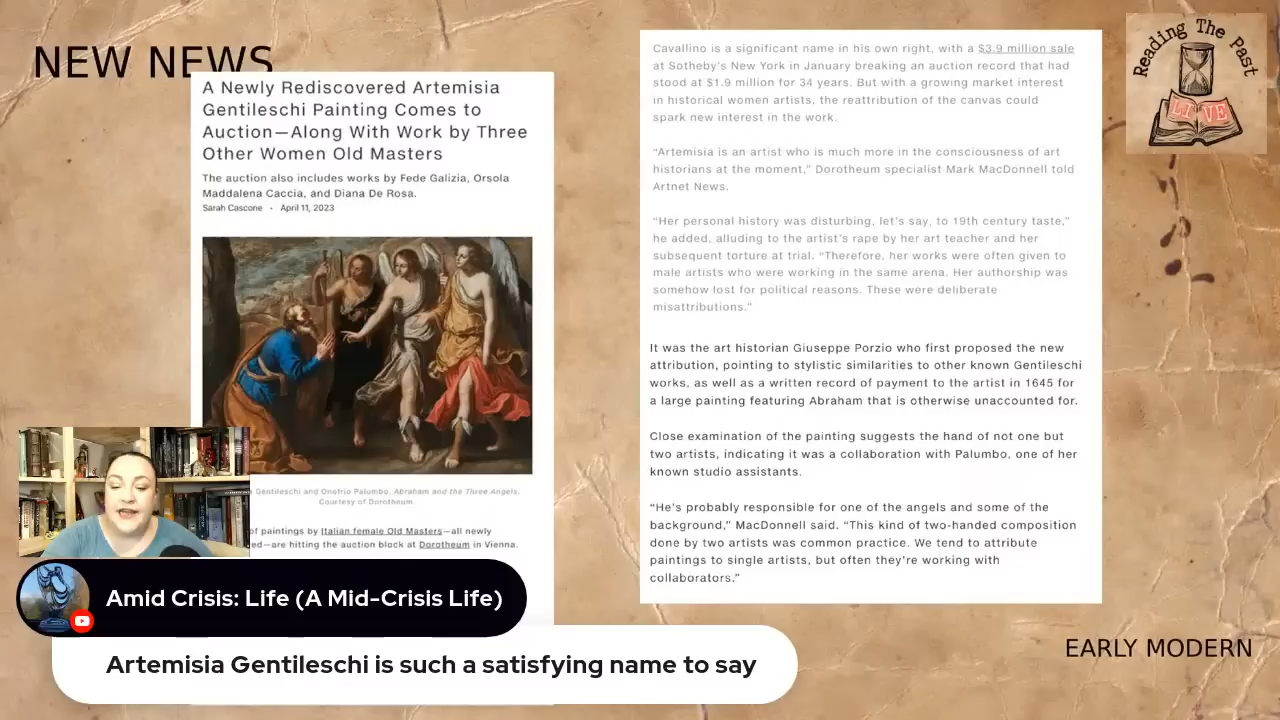 NEW NEWS
A Newly Rediscovered Artemisia
Gentileschi Painting Comes to
Auction—Along With Work by Three
Other Women Old Masters
The auction also includes works by Fede Galizia, Orsola
Maddalena Caccia, and Diana De Rosa.
Sarah Cascone • April 11, 2023
Gentileschi and Onofrio Palumbo, Abraham and the Three Angels.
Courtesy of Dorotheum.
of paintings by Italian female Old Masters—all newly
are hitting the auction block at Dorotheum in Vienna.
Cavallino is a significant name in his own right, with a $3.9 million sale
at Sotheby's New York in January breaking an auction record that had
stood at $1.9 million for 34 years. But with a growing market interest
in historical women artists, the reattribution of the canvas could
spark new interest in the work.
“Artemisia is an artist who is much more in the consciousness of art
historians at the moment,” Dorotheum specialist Mark MacDonnell told
Artnet News.
“Her personal history was disturbing, let's say, to 19th century taste,”
he added, alluding to the artist's rape by her art teacher and her
subsequent torture at trial. “Therefore, her works were often given to
male artists who were working in the same arena. Her authorship was
somehow lost for political reasons. These were deliberate
misattributions.”
It was the art historian Giuseppe Porzio who first proposed the new
attribution, pointing to stylistic similarities to other known Gentileschi
works, as well as a written record of payment to the artist in 1645 for
a large painting featuring Abraham that is otherwise unaccounted for.
Close examination of the painting suggests the hand of not one but
two artists, indicating it was a collaboration with Palumbo, one of her
known studio assistants.
“He's probably responsible for one of the angels and some of the
background,” MacDonnell said. “This kind of two-handed composition
done by two artists was common practice. We tend to attribute
paintings to single artists, but often they're working with
collaborators.”
Reading The Past
LIVE
Amid Crisis: Life (A Mid-Crisis Life)
Artemisia Gentileschi is such a satisfying name to say
EARLY MODERN